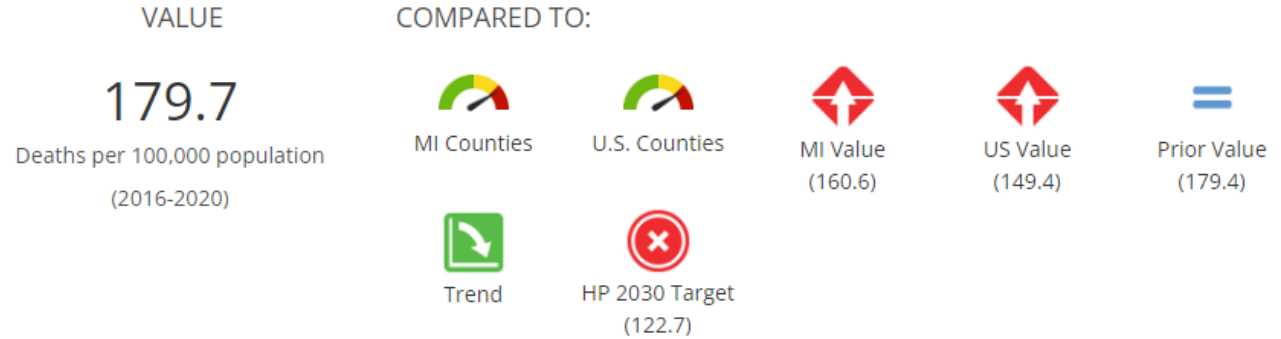 VALUE
COMPARED TO:
179.7
Deaths per 100,000 population
(2016-2020)
MI Counties
U.S. Counties
MI Value
(160.6)
US Value
(149.4)
Prior Value
(179.4)
Trend
HP 2030 Target
(122.7)